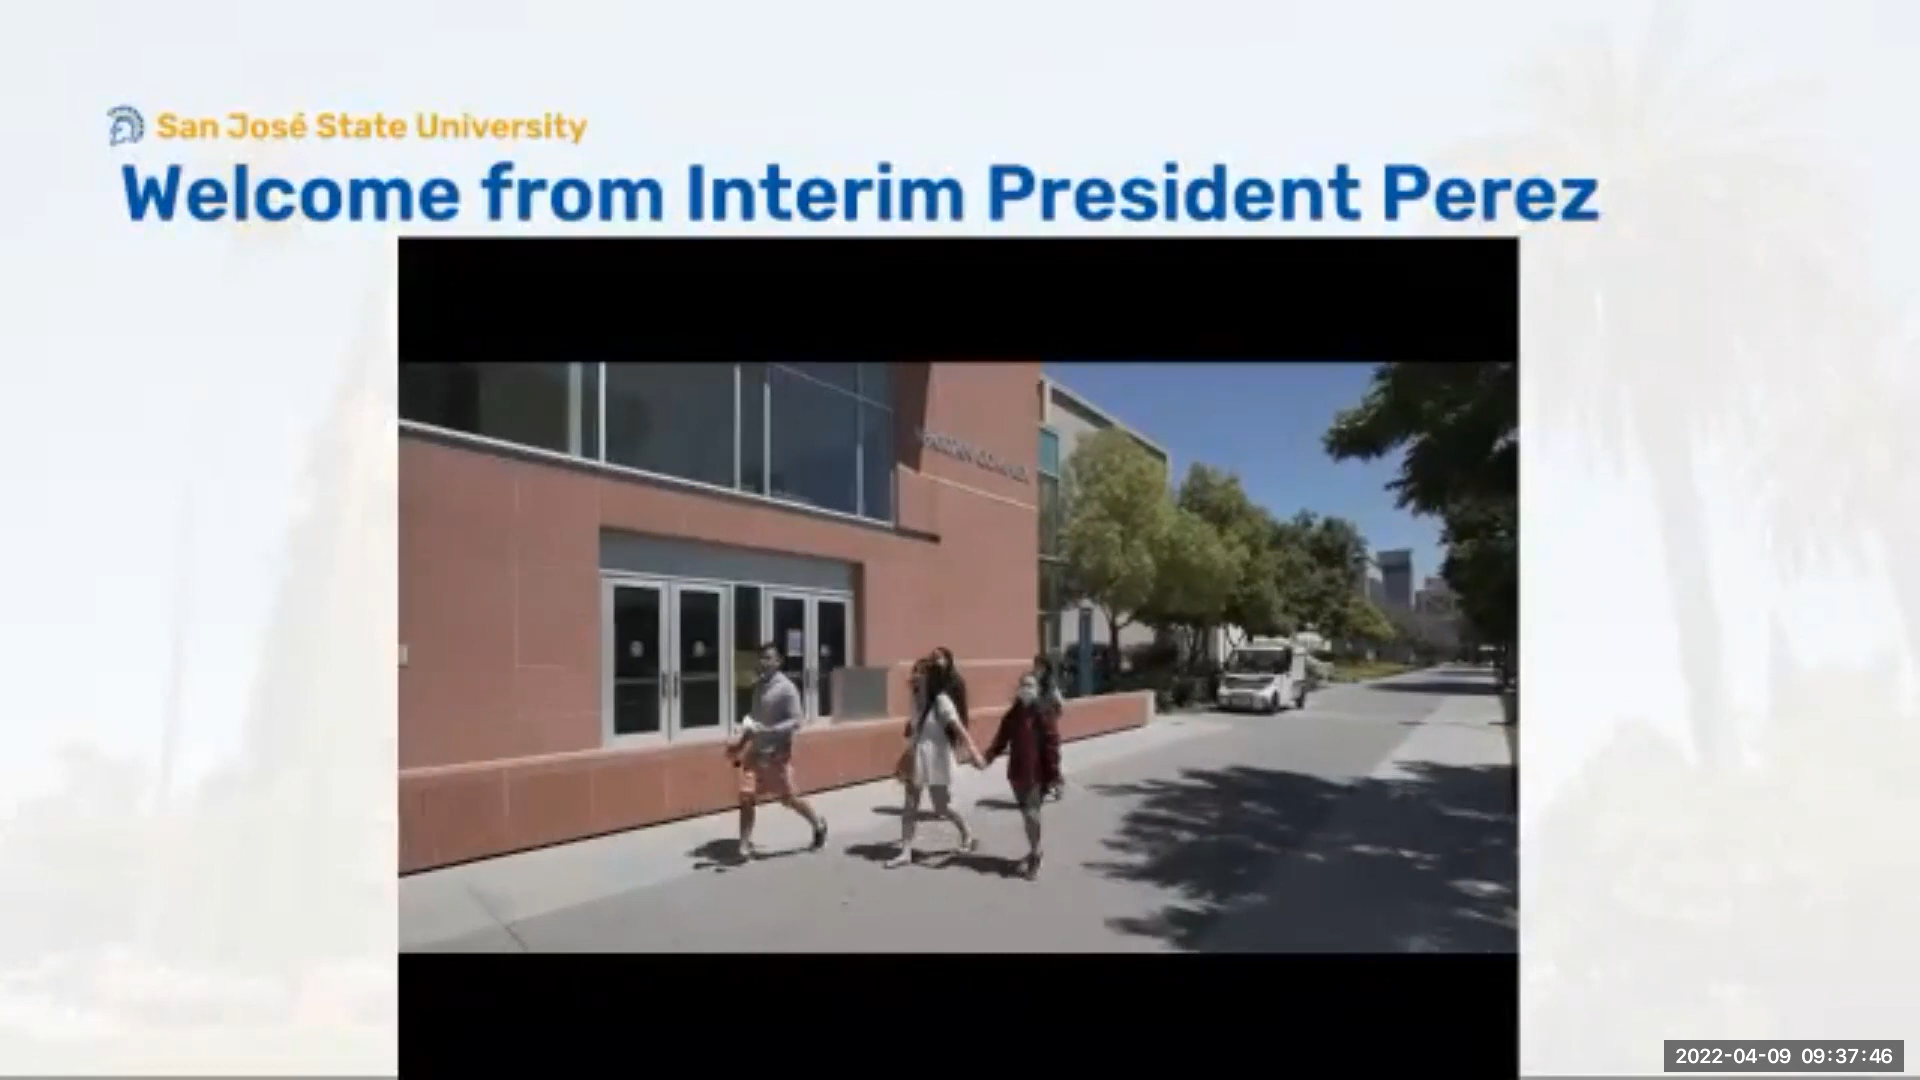 San José State University
Welcome from Interim President Perez
2022-04-09 09:37:46